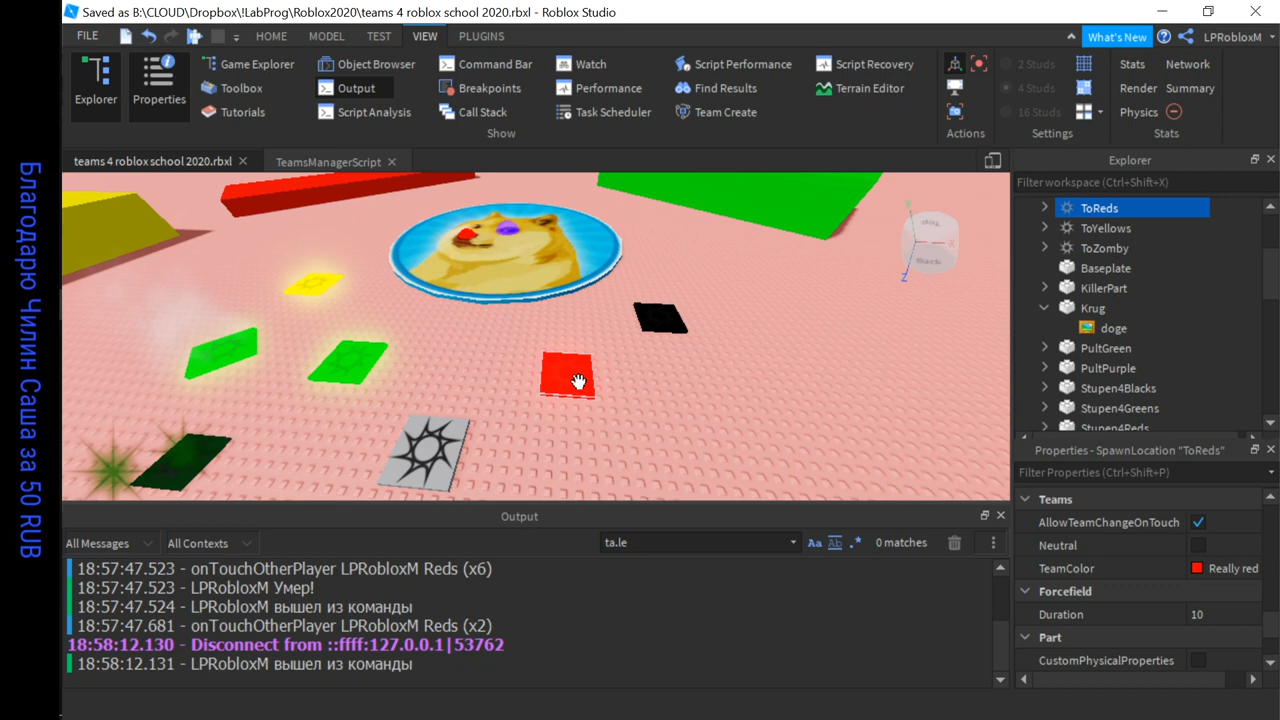 Saved as B:\CLOUD\Dropbox\!LabProg\Roblox2020\teams 4 roblox school 2020.rbxl - Roblox Studio
FILE HOME MODEL TEST VIEW PLUGINS What's New LPRobloxM
Explorer
Properties
Game Explorer
Toolbox
Tutorials
Object Browser
Output
Script Analysis
Command Bar
Breakpoints
Call Stack
Watch
Performance
Task Scheduler
Script Performance
Find Results
Team Create
Script Recovery
Terrain Editor
Show
Actions
2 Studs
4 Studs
16 Studs
Settings
Stats Network
Render Summary
Physics
Stats
teams 4 roblox school 2020.rbxl
TeamsManagerScript
Благодарю Чилин Саша за 50 RUB
Black
Z
Explorer
Filter workspace (Ctrl+Shift+X)
ToReds
ToYellows
ToZomby
Baseplate
KillerPart
Krug
doge
PultGreen
PultPurple
Stupen4Blacks
Stupen4Greens
Stupen4Reds
Properties - SpawnLocation "ToReds"
Filter Properties (Ctrl+Shift+P)
Teams
AllowTeamChangeOnTouch
Neutral
TeamColor Really red
Forcefield
Duration 10
Part
CustomPhysicalProperties
Output
All Messages All Contexts ta.le Aa Ab .* 0 matches
18:57:47.523 - onTouchOtherPlayer LPRobloxM Reds (x6)
18:57:47.523 - LPRobloxM Умер!
18:57:47.524 - LPRobloxM вышел из команды
18:57:47.681 - onTouchOtherPlayer LPRobloxM Reds (x2)
18:58:12.130 - Disconnect from ::ffff:127.0.0.1|53762
18:58:12.131 - LPRobloxM вышел из команды